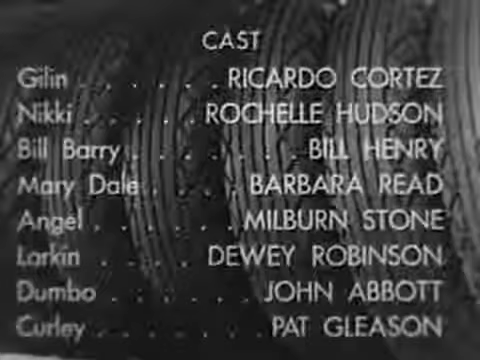 CAST
Gilin . . . . . . RICARDO CORTEZ
Nikki . . . . . ROCHELLE HUDSON
Bill Barry . . . . . . . BILL HENRY
Mary Dale . . . . BARBARA READ
Angel . . . . . . MILBURN STONE
Larkin . . . . DEWEY ROBINSON
Dumbo . . . . . . JOHN ABBOTT
Curley . . . . . . . PAT GLEASON